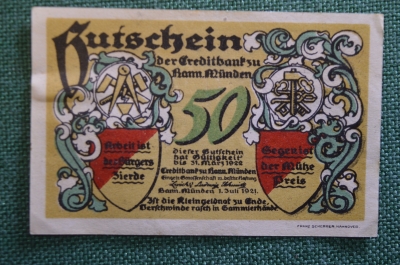 Gutschein
der Creditbank zu
Hann. Münden
50
Arbeit ist
des Bürgers
Zierde
Segen ist
der Mühe
Preis
Dieser Gutschein
hat Gültigkeit
bis 31. März 1922
Creditbank zu Hann. Münden
Hann. Münden 1. Juli 1921.
Ist die Kleingeldnot zu Ende,
Verschwinde rasch in Sammlerhände